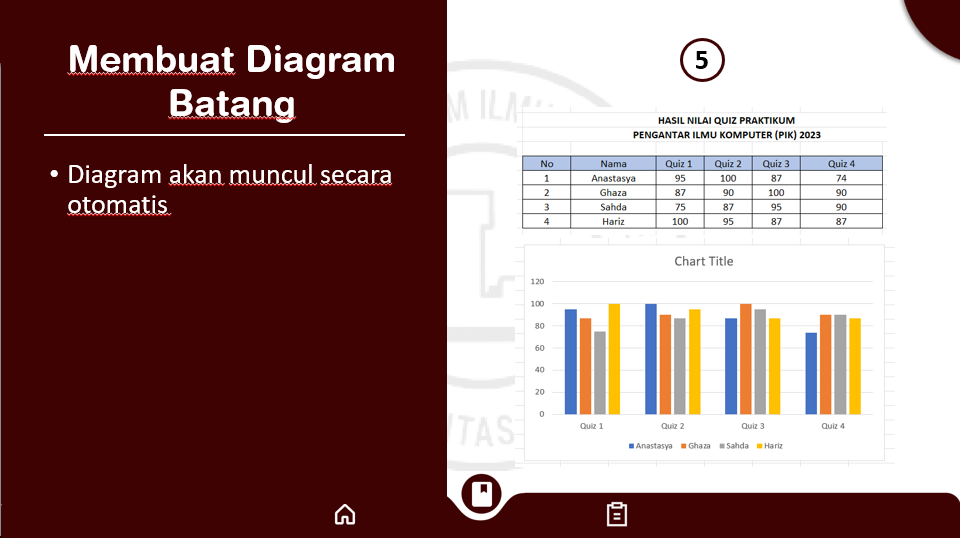 Membuat Diagram
Batang
• Diagram akan muncul secara
otomatis
5
HASIL NILAI QUIZ PRAKTIKUM
PENGANTAR ILMU KOMPUTER (PIK) 2023
No Nama Quiz 1 Quiz 2 Quiz 3 Quiz 4
1 Anastasya 95 100 87 74
2 Ghaza 87 90 100 90
3 Sahda 75 87 95 90
4 Hariz 100 95 87 87
Chart Title
120
100
80
60
40
20
0
Quiz 1 Quiz 2 Quiz 3 Quiz 4
Anastasya Ghaza Sahda Hariz